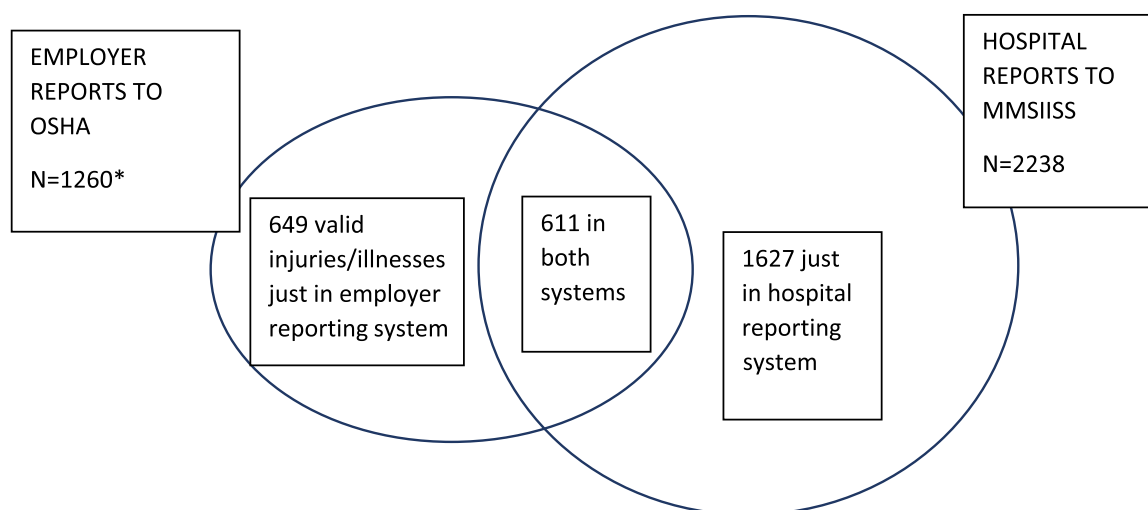 EMPLOYER
REPORTS TO
OSHA
N=1260*
649 valid
injuries/illnesses
just in employer
reporting system
611 in
both
systems
1627 just
in hospital
reporting
system
HOSPITAL
REPORTS TO
MMSIISS
N=2238